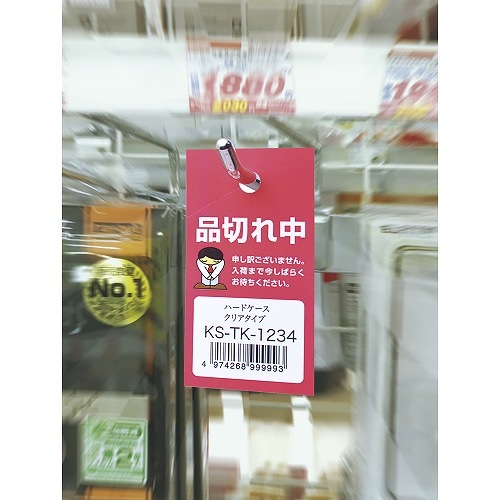 1880
品切れ中
申し訳ございません。
入荷まで今しばらく
お待ちください。
No.1
ハードケース
クリアタイプ
KS-TK-1234
4 974268 999993